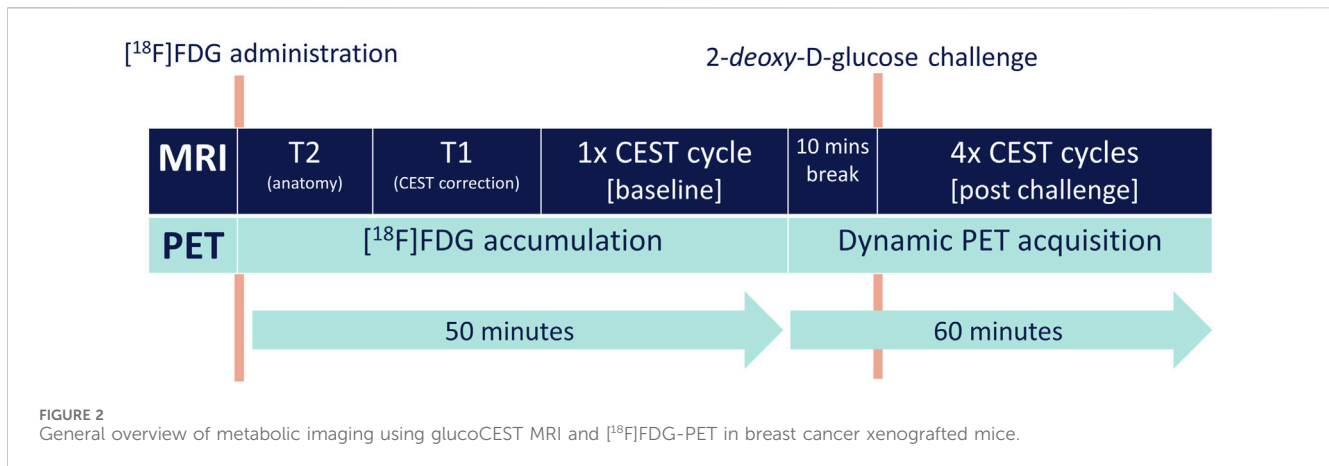 [¹⁸F]FDG administration
2-deoxy-D-glucose challenge
MRI
T2
(anatomy)
T1
(CEST correction)
1x CEST cycle
[baseline]
10 mins
break
4x CEST cycles
[post challenge]
PET
[¹⁸F]FDG accumulation
Dynamic PET acquisition
50 minutes
60 minutes
FIGURE 2
General overview of metabolic imaging using glucoCEST MRI and [¹⁸F]FDG-PET in breast cancer xenografted mice.